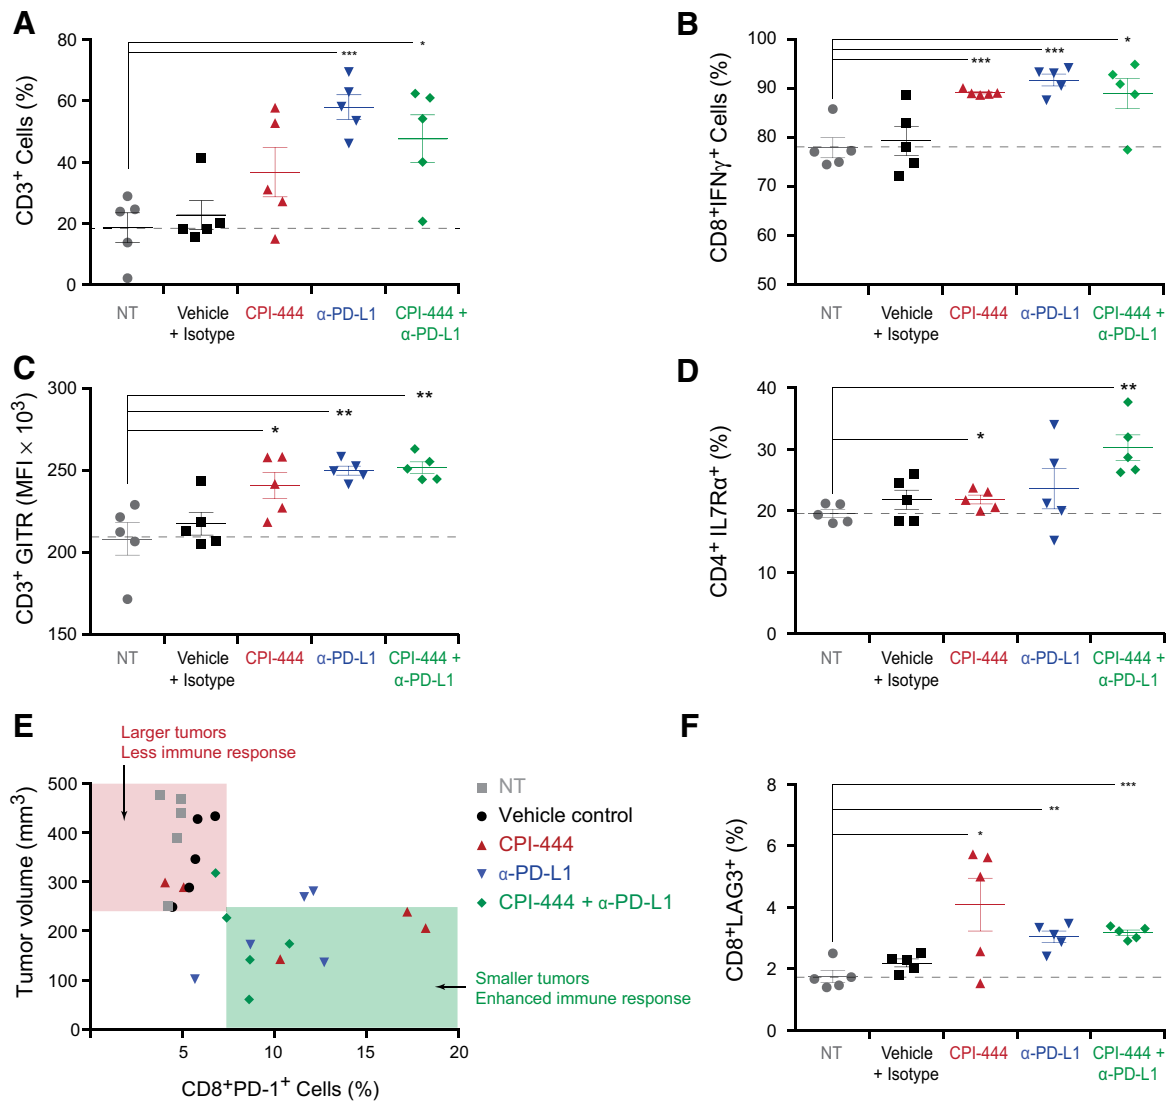 A
CD3⁺ Cells (%)
80
60
40
20
0
***
*
NT
Vehicle
+ Isotype
CPI-444
α-PD-L1
CPI-444 +
α-PD-L1
B
CD8⁺IFNγ⁺ Cells (%)
100
90
80
70
60
50
***
***
*
NT
Vehicle
+ Isotype
CPI-444
α-PD-L1
CPI-444 +
α-PD-L1
C
CD3⁺ GITR (MFI × 10³)
300
250
200
150
*
**
**
NT
Vehicle
+ Isotype
CPI-444
α-PD-L1
CPI-444 +
α-PD-L1
D
CD4⁺ IL7Rα⁺ (%)
40
30
20
10
0
*
**
NT
Vehicle
+ Isotype
CPI-444
α-PD-L1
CPI-444 +
α-PD-L1
E
Larger tumors
Less immune response
Tumor volume (mm³)
500
400
300
200
100
0
5
10
15
20
CD8⁺PD-1⁺ Cells (%)
NT
Vehicle control
CPI-444
α-PD-L1
CPI-444 + α-PD-L1
Smaller tumors
Enhanced immune response
F
CD8⁺LAG3⁺ (%)
8
6
4
2
0
*
**
***
NT
Vehicle
+ Isotype
CPI-444
α-PD-L1
CPI-444 +
α-PD-L1